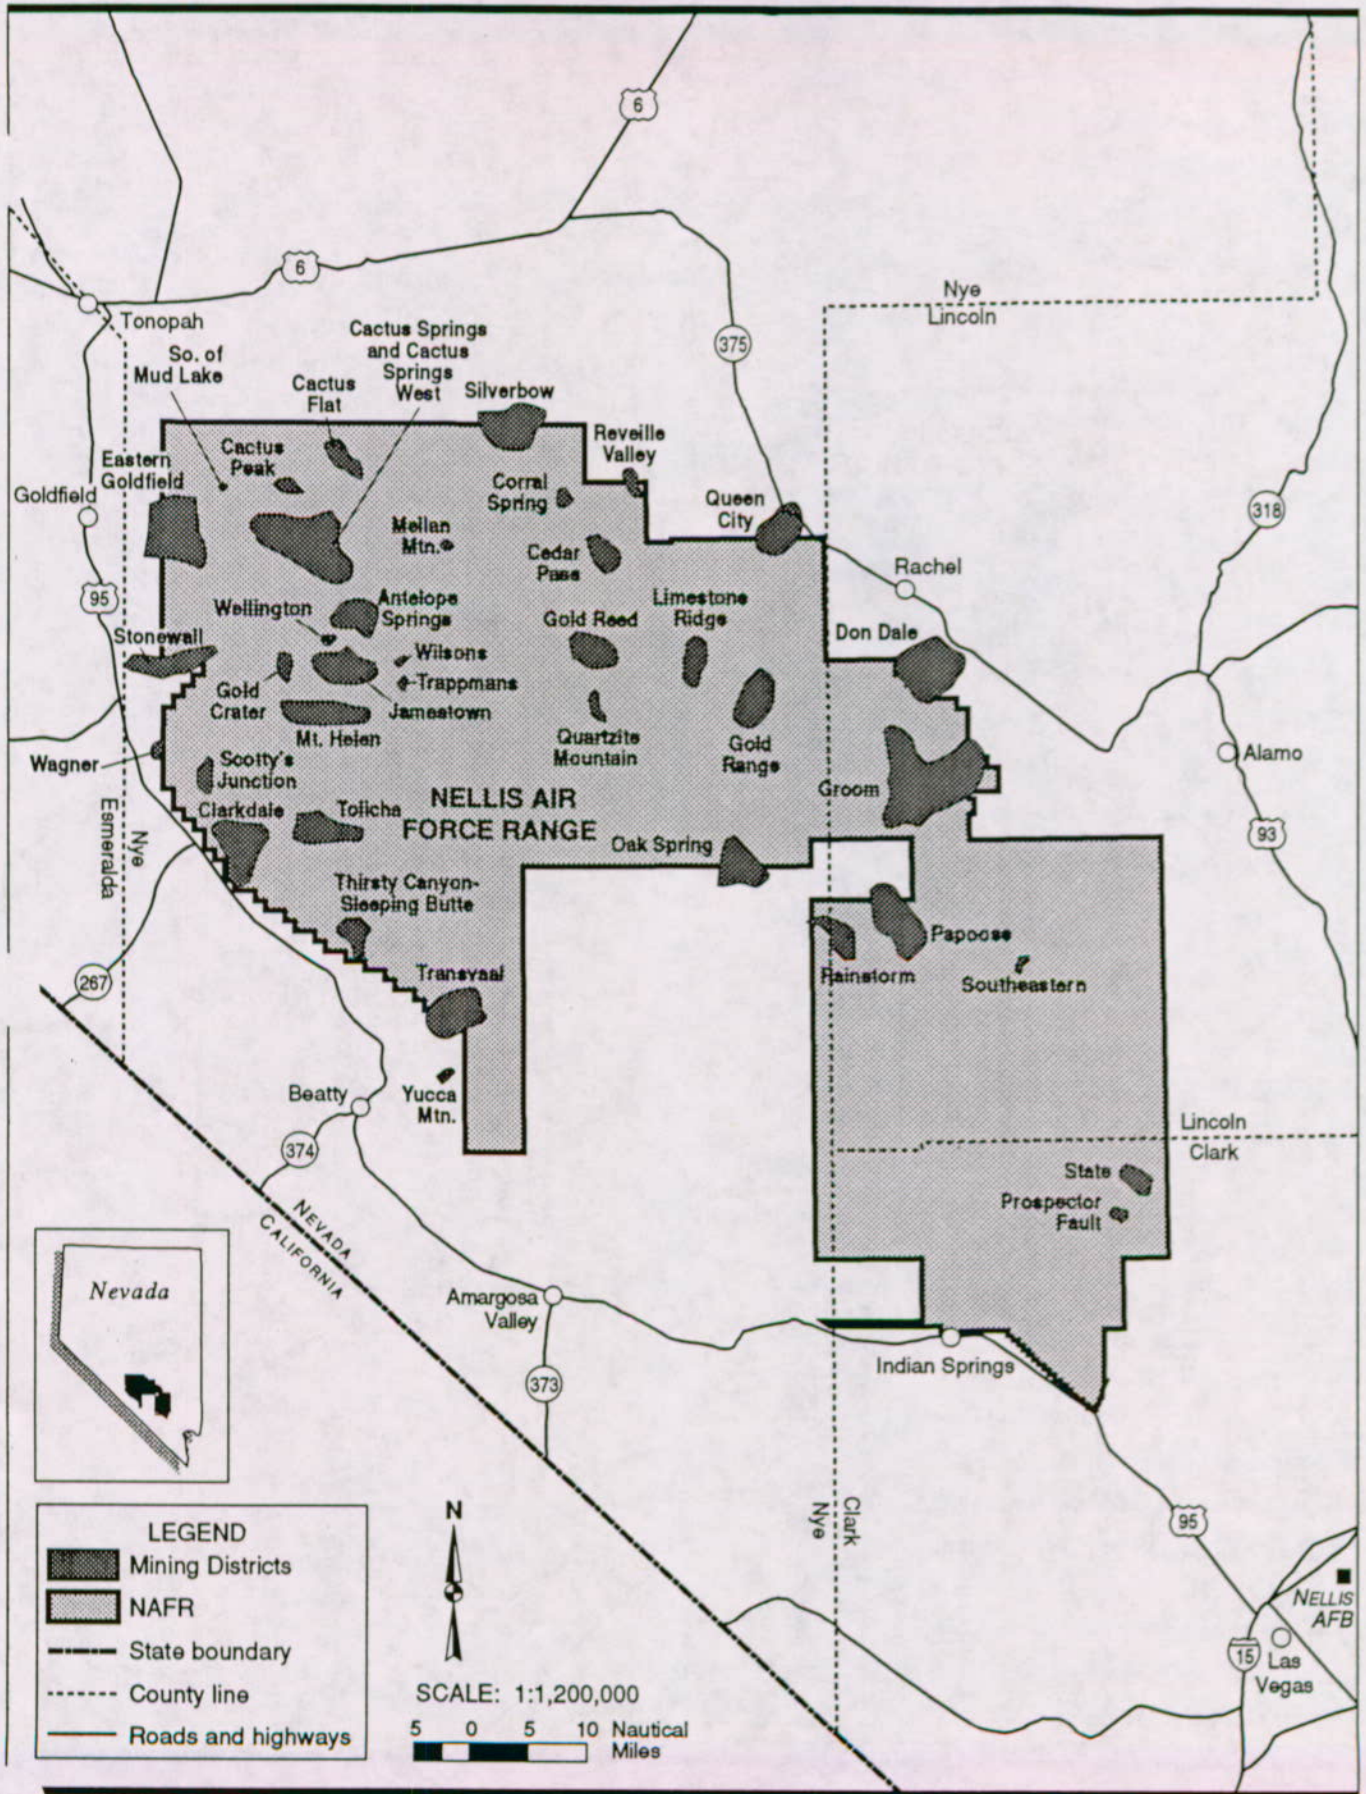 6
6
Nye
Lincoln
Tonopah
375
So. of
Mud Lake
Cactus Springs
and Cactus
Springs
West
Cactus
Flat
Silverbow
Reveille
Valley
Cactus
Peak
Eastern
Goldfield
Goldfield
Corral
Spring
Queen
City
318
Mellan
Mtn.
Cedar
Pass
Rachel
95
Wellington
Antelope
Springs
Gold Reed
Limestone
Ridge
Don Dale
Stonewall
Wilsons
Trappmans
Gold
Crater
Jamestown
Mt. Helen
Quartzite
Mountain
Gold
Range
Wagner
Scotty's
Junction
Groom
Alamo
Clarkdale
Tolicha
NELLIS AIR
FORCE RANGE
Oak Spring
93
Esmeralda
Nye
Thirsty Canyon-
Sleeping Butte
Papoose
Rainstorm
Southeastern
267
Transvaal
Beatty
Yucca
Mtn.
374
Lincoln
Clark
State
Prospector
Fault
NEVADA
CALIFORNIA
Nevada
Amargosa
Valley
Indian Springs
373
Clark
Nye
95
NELLIS
AFB
15
Las
Vegas
LEGEND
Mining Districts
NAFR
State boundary
County line
Roads and highways
N
SCALE: 1:1,200,000
5 0 5 10 Nautical
Miles